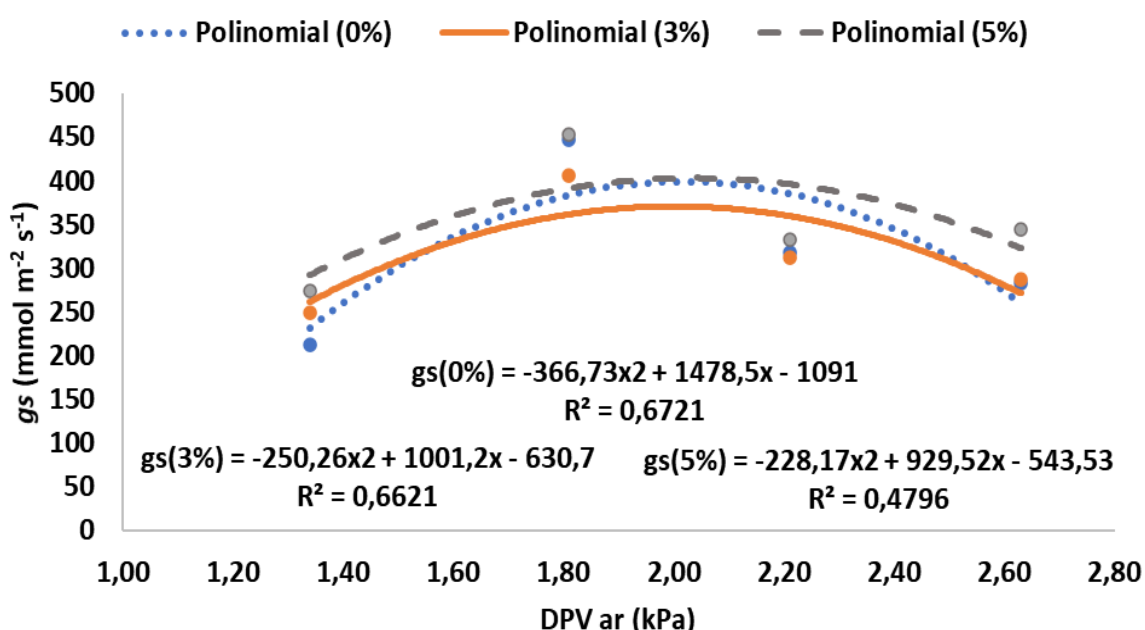 Polinomial (0%) Polinomial (3%) Polinomial (5%)
500
450
400
350
300
250
200
150
100
50
0
gs (mmol m⁻² s⁻¹)
gs(0%) = -366,73x2 + 1478,5x - 1091
R² = 0,6721
gs(3%) = -250,26x2 + 1001,2x - 630,7
R² = 0,6621
gs(5%) = -228,17x2 + 929,52x - 543,53
R² = 0,4796
1,00 1,20 1,40 1,60 1,80 2,00 2,20 2,40 2,60 2,80
DPV ar (kPa)